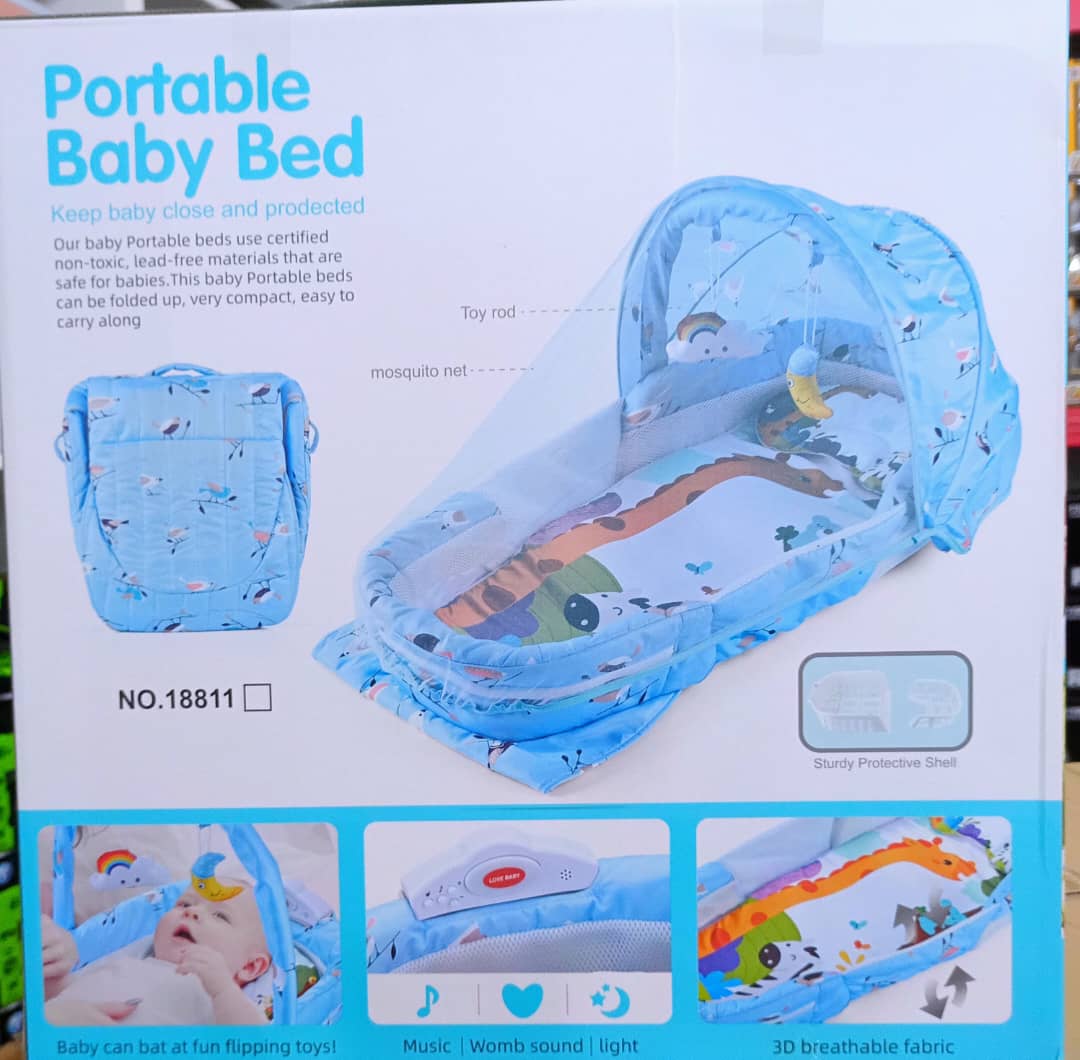 Portable
Baby Bed
Keep baby close and prodected
Our baby Portable beds use certified
non-toxic, lead-free materials that are
safe for babies.This baby Portable beds
can be folded up, very compact, easy to
carry along
Toy rod
mosquito net
NO.18811
Sturdy Protective Shell
LOVE BABY
Baby can bat at fun flipping toys!
Music | Womb sound | light
3D breathable fabric